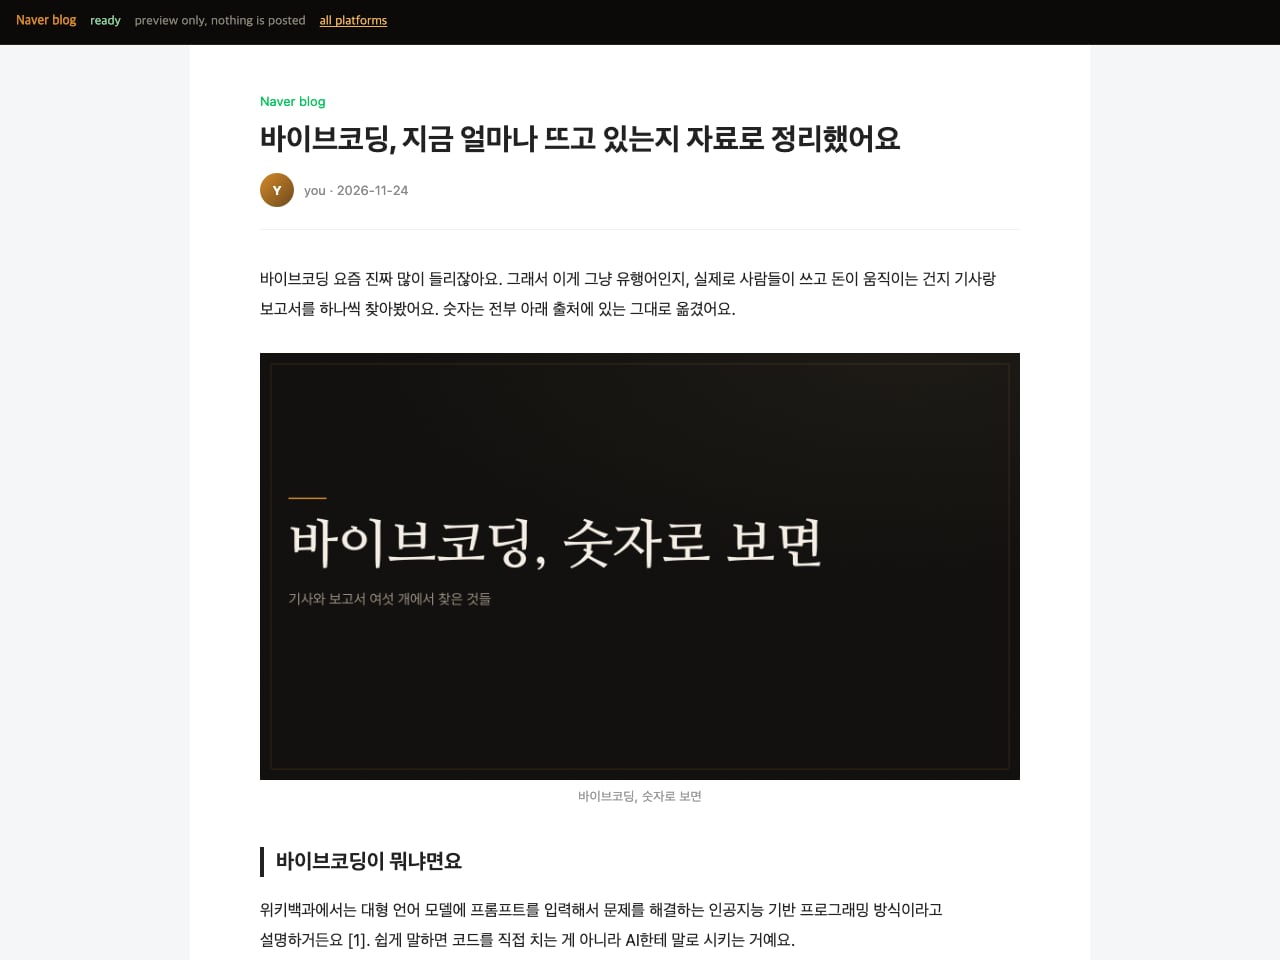 Naver blog ready preview only, nothing is posted all platforms
Naver blog
바이브코딩, 지금 얼마나 뜨고 있는지 자료로 정리했어요
Y you · 2026-11-24
바이브코딩 요즘 진짜 많이 들리잖아요. 그래서 이게 그냥 유행어인지, 실제로 사람들이 쓰고 돈이 움직이는 건지 기사랑
보고서를 하나씩 찾아봤어요. 숫자는 전부 아래 출처에 있는 그대로 옮겼어요.
바이브코딩, 숫자로 보면
기사와 보고서 여섯 개에서 찾은 것들
바이브코딩, 숫자로 보면
바이브코딩이 뭐냐면요
위키백과에서는 대형 언어 모델에 프롬프트를 입력해서 문제를 해결하는 인공지능 기반 프로그래밍 방식이라고
설명하거든요 [1]. 쉽게 말하면 코드를 직접 치는 게 아니라 AI한테 말로 시키는 거예요.